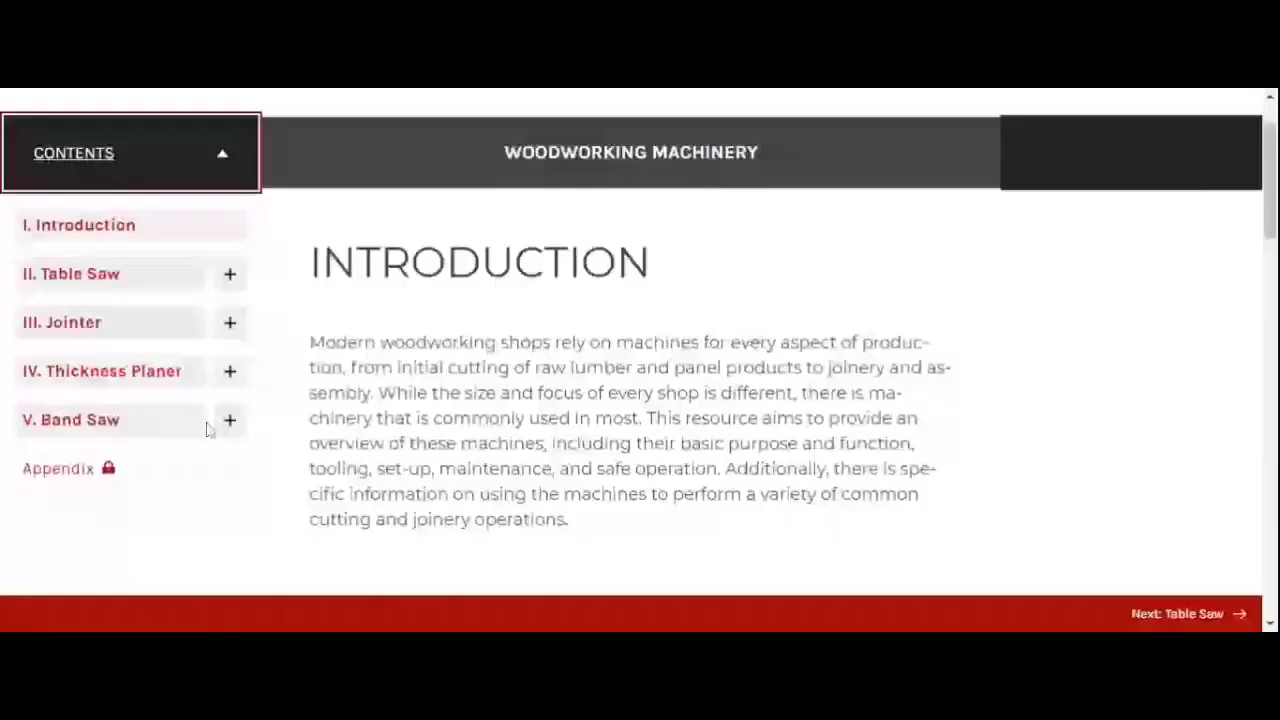 CONTENTS
WOODWORKING MACHINERY
I. Introduction
II. Table Saw
III. Jointer
IV. Thickness Planer
V. Band Saw
Appendix
INTRODUCTION
Modern woodworking shops rely on machines for every aspect of produc-
tion, from initial cutting of raw lumber and panel products to joinery and as-
sembly. While the size and focus of every shop is different, there is ma-
chinery that is commonly used in most. This resource aims to provide an
overview of these machines, including their basic purpose and function,
tooling, set-up, maintenance, and safe operation. Additionally, there is spe-
cific information on using the machines to perform a variety of common
cutting and joinery operations.
Next: Table Saw →